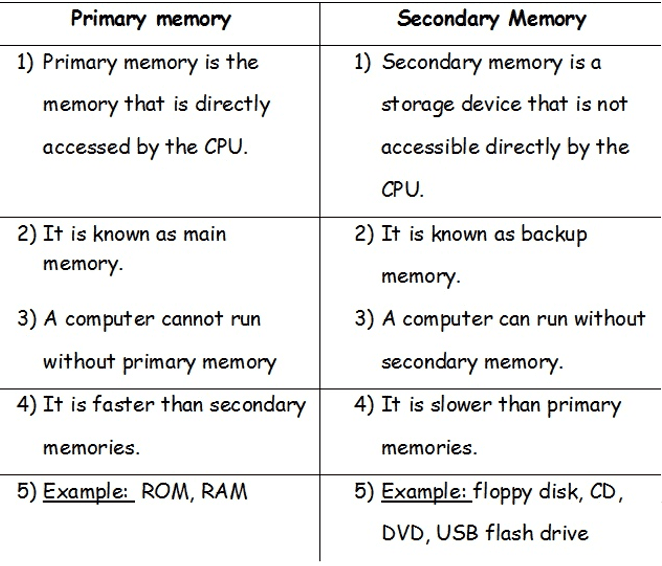 Primary memory
Secondary Memory
1) Primary memory is the
memory that is directly
accessed by the CPU.
1) Secondary memory is a
storage device that is not
accessible directly by the
CPU.
2) It is known as main
memory.
2) It is known as backup
memory.
3) A computer cannot run
without primary memory
3) A computer can run without
secondary memory.
4) It is faster than secondary
memories.
4) It is slower than primary
memories.
5) Example: ROM, RAM
5) Example: floppy disk, CD,
DVD, USB flash drive